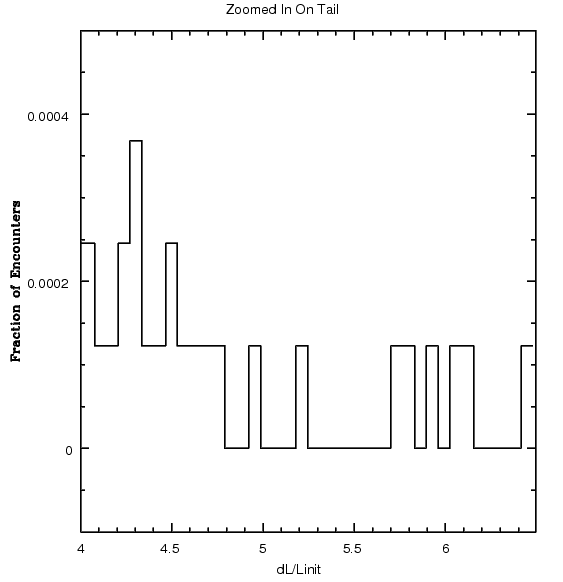 Zoomed In On Tail
0.0004
0.0002
0
Fraction of Encounters
4 4.5 5 5.5 6
dL/Linit